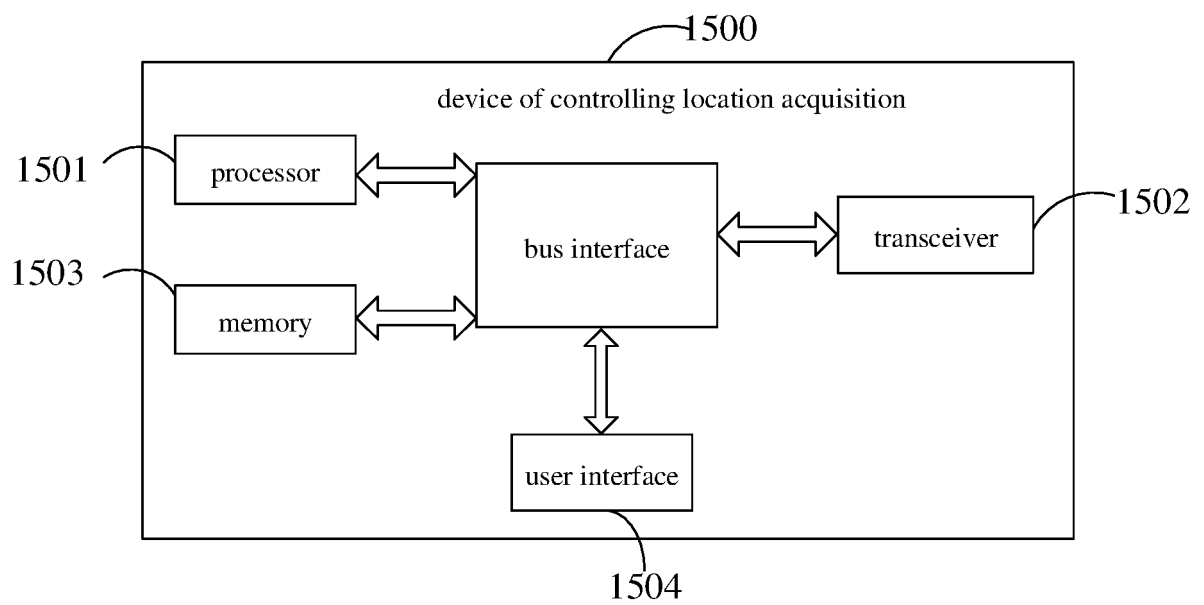 1500
device of controlling location acquisition
1501
processor
bus interface
transceiver
1502
1503
memory
user interface
1504